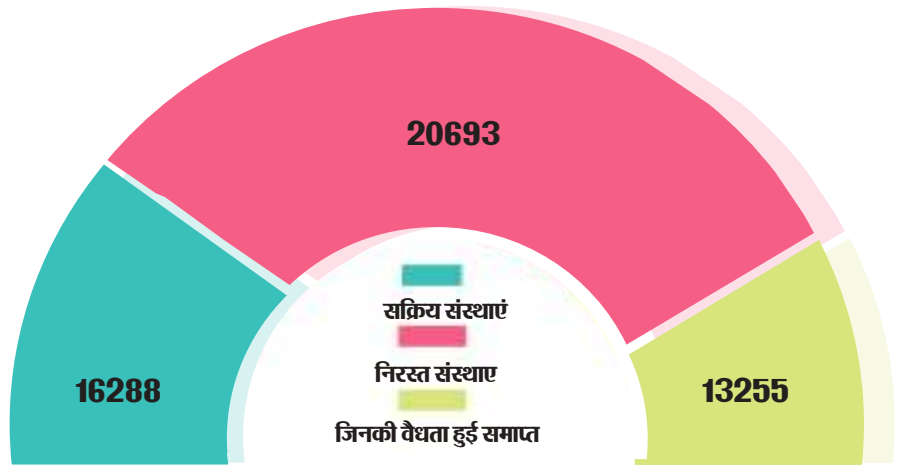 20693
16288
13255
सक्रिय संस्थाएं
निरस्त संस्थाए
जिनकी वैधता हुई समाप्त